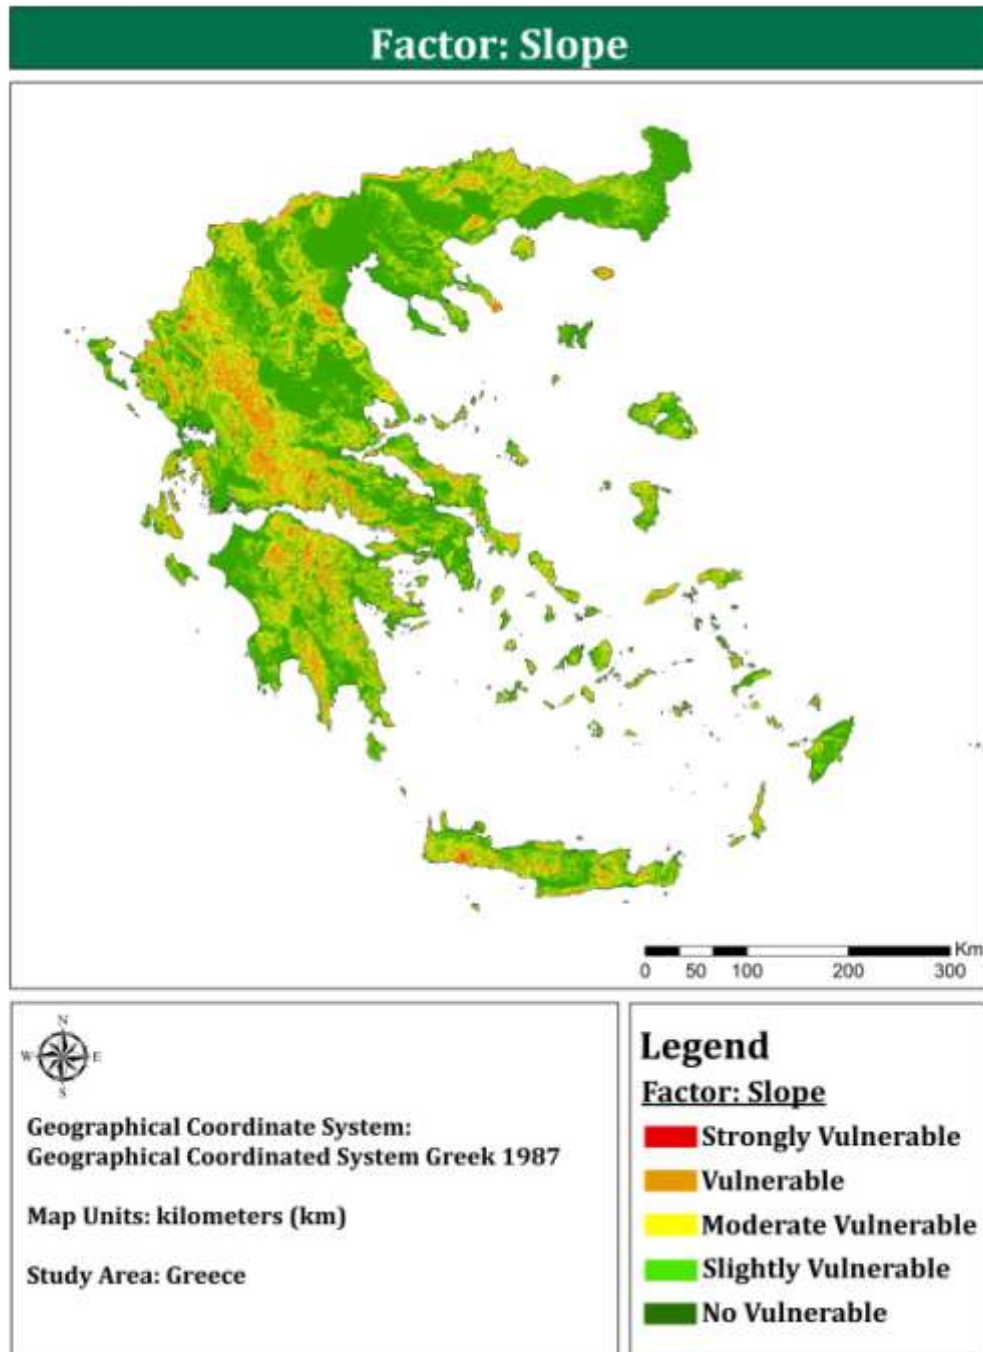 Factor: Slope
Km
0 50 100 200 300
N
W E
S
Geographical Coordinate System:
Geographical Coordinated System Greek 1987
Map Units: kilometers (km)
Study Area: Greece
Legend
Factor: Slope
Strongly Vulnerable
Vulnerable
Moderate Vulnerable
Slightly Vulnerable
No Vulnerable